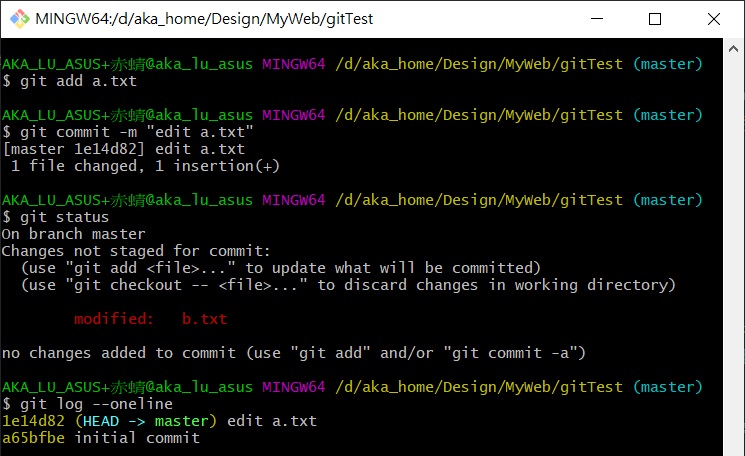 MINGW64:/d/aka_home/Design/MyWeb/gitTest
AKA_LU_ASUS+赤蜻@aka_lu_asus MINGW64 /d/aka_home/Design/MyWeb/gitTest (master)
$ git add a.txt
AKA_LU_ASUS+赤蜻@aka_lu_asus MINGW64 /d/aka_home/Design/MyWeb/gitTest (master)
$ git commit -m "edit a.txt"
[master 1e14d82] edit a.txt
 1 file changed, 1 insertion(+)
AKA_LU_ASUS+赤蜻@aka_lu_asus MINGW64 /d/aka_home/Design/MyWeb/gitTest (master)
$ git status
On branch master
Changes not staged for commit:
  (use "git add <file>..." to update what will be committed)
  (use "git checkout -- <file>..." to discard changes in working directory)
        modified:   b.txt
no changes added to commit (use "git add" and/or "git commit -a")
AKA_LU_ASUS+赤蜻@aka_lu_asus MINGW64 /d/aka_home/Design/MyWeb/gitTest (master)
$ git log --oneline
1e14d82 (HEAD -> master) edit a.txt
a65bfbe initial commit